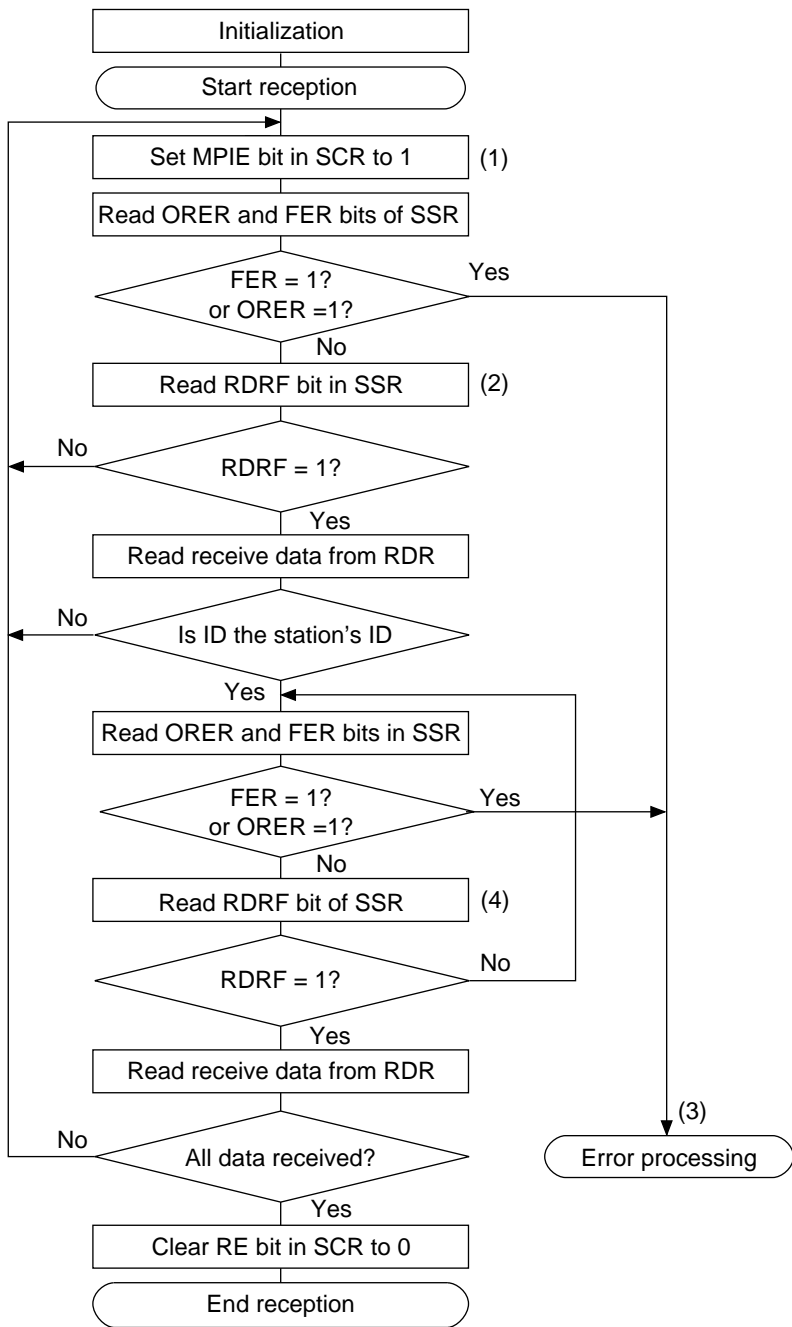 Initialization
Start reception
Set MPIE bit in SCR to 1
(1)
Read ORER and FER bits of SSR
FER = 1?
or ORER =1?
Yes
No
Read RDRF bit in SSR
(2)
No
RDRF = 1?
Yes
Read receive data from RDR
No
Is ID the station's ID
Yes
Read ORER and FER bits in SSR
FER = 1?
or ORER =1?
Yes
No
Read RDRF bit of SSR
(4)
RDRF = 1?
No
Yes
Read receive data from RDR
No
All data received?
(3)
Error processing
Yes
Clear RE bit in SCR to 0
End reception